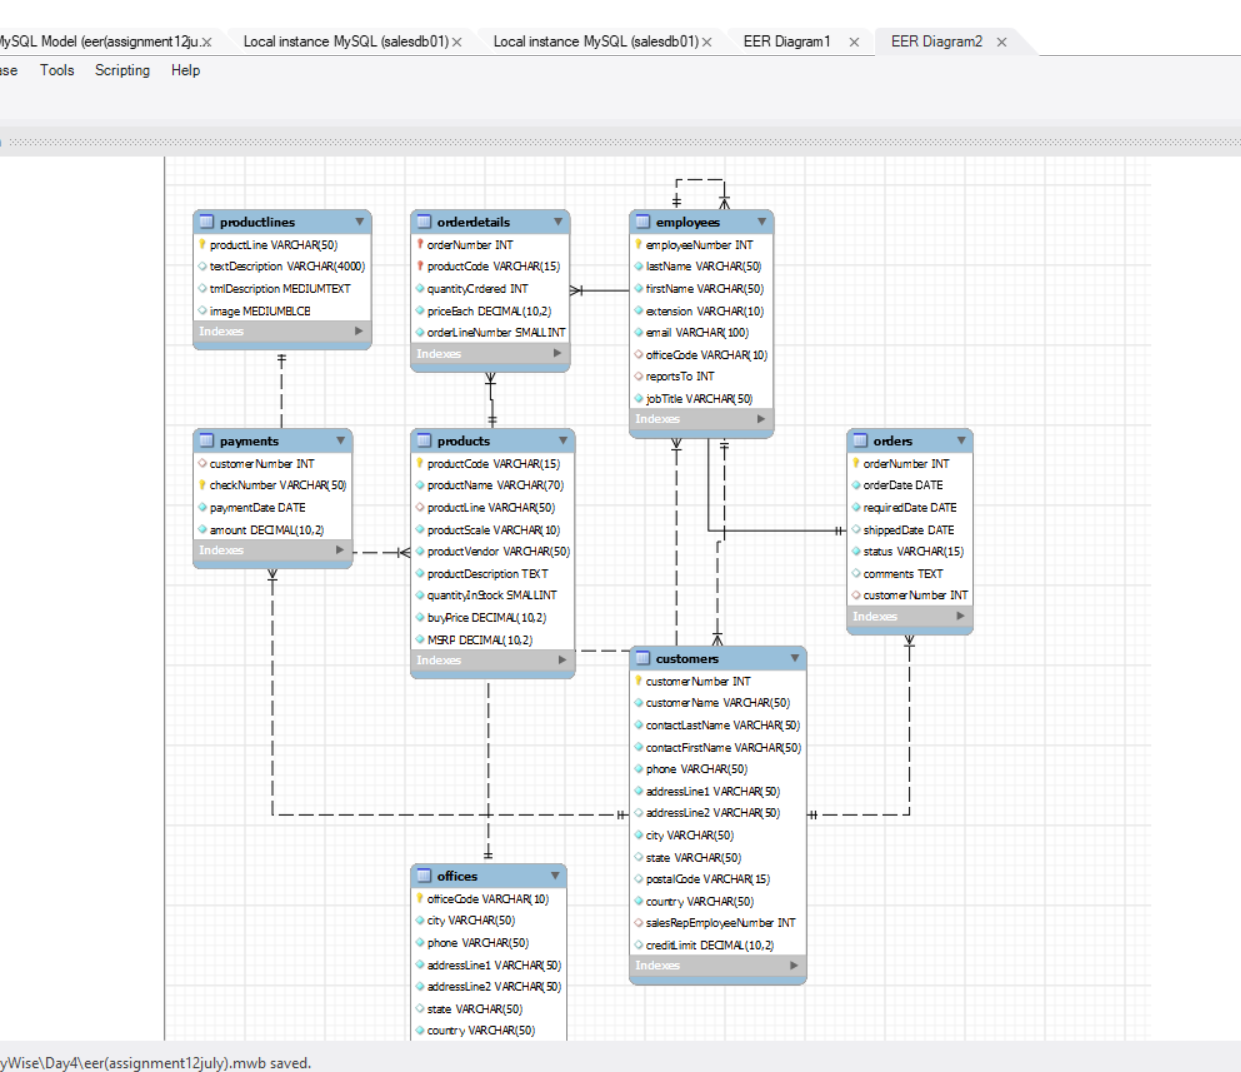 MySQL Model (eer(assignment12ju.x
Local instance MySQL (salesdb01) x
Local instance MySQL (salesdb01) x
EER Diagram1 x
EER Diagram2 x
ase Tools Scripting Help
productlines
productLine VARCHAR(50)
textDescription VARCHAR(4000)
tmlDescription MEDIUMTEXT
image MEDIUMBLCB
Indexes
orderdetails
orderNumber INT
productCode VARCHAR(15)
quantityCrdered INT
priceEach DECIMAL(10,2)
orderLineNumber SMALLINT
Indexes
employees
employeeNumber INT
lastName VARCHAR(50)
firstName VARCHAR(50)
extension VARCHAR(10)
email VARCHAR(100)
officeCode VARCHAR(10)
reportsTo INT
jobTitle VARCHAR(50)
Indexes
payments
customerNumber INT
checkNumber VARCHAR(50)
paymentDate DATE
amount DECIMAL(10,2)
Indexes
products
productCode VARCHAR(15)
productName VARCHAR(70)
productLine VARCHAR(50)
productScale VARCHAR(10)
productVendor VARCHAR(50)
productDescription TEXT
quantityInStock SMALLINT
buyPrice DECIMAL(10,2)
MSRP DECIMAL(10,2)
Indexes
orders
orderNumber INT
orderDate DATE
requiredDate DATE
shippedDate DATE
status VARCHAR(15)
comments TEXT
customerNumber INT
Indexes
customers
customerNumber INT
customerName VARCHAR(50)
contactLastName VARCHAR(50)
contactFirstName VARCHAR(50)
phone VARCHAR(50)
addressLine1 VARCHAR(50)
addressLine2 VARCHAR(50)
city VARCHAR(50)
state VARCHAR(50)
postalCode VARCHAR(15)
country VARCHAR(50)
salesRepEmployeeNumber INT
creditLimit DECIMAL(10,2)
Indexes
offices
officeCode VARCHAR(10)
city VARCHAR(50)
phone VARCHAR(50)
addressLine1 VARCHAR(50)
addressLine2 VARCHAR(50)
state VARCHAR(50)
country VARCHAR(50)
yWise\Day4\eer(assignment12july).mwb saved.